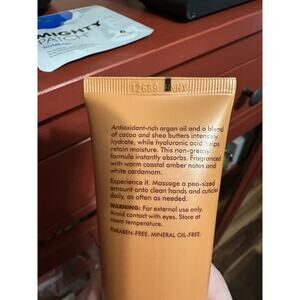 MIGHTY
PATCH
Antioxidant-rich argan oil and a blend
of cocoa and shea butters intensely
hydrate, while hyaluronic acid helps
retain moisture. This non-greasy
formula instantly absorbs. Fragranced
with warm coastal amber notes and
warm cardamom.
Experience it. Massage a pea-sized
amount onto clean hands and cuticles
daily, as often as needed.
WARNING: For external use only.
Avoid contact with eyes. Store at
room temperature.
PARABEN-FREE. MINERAL OIL-FREE.